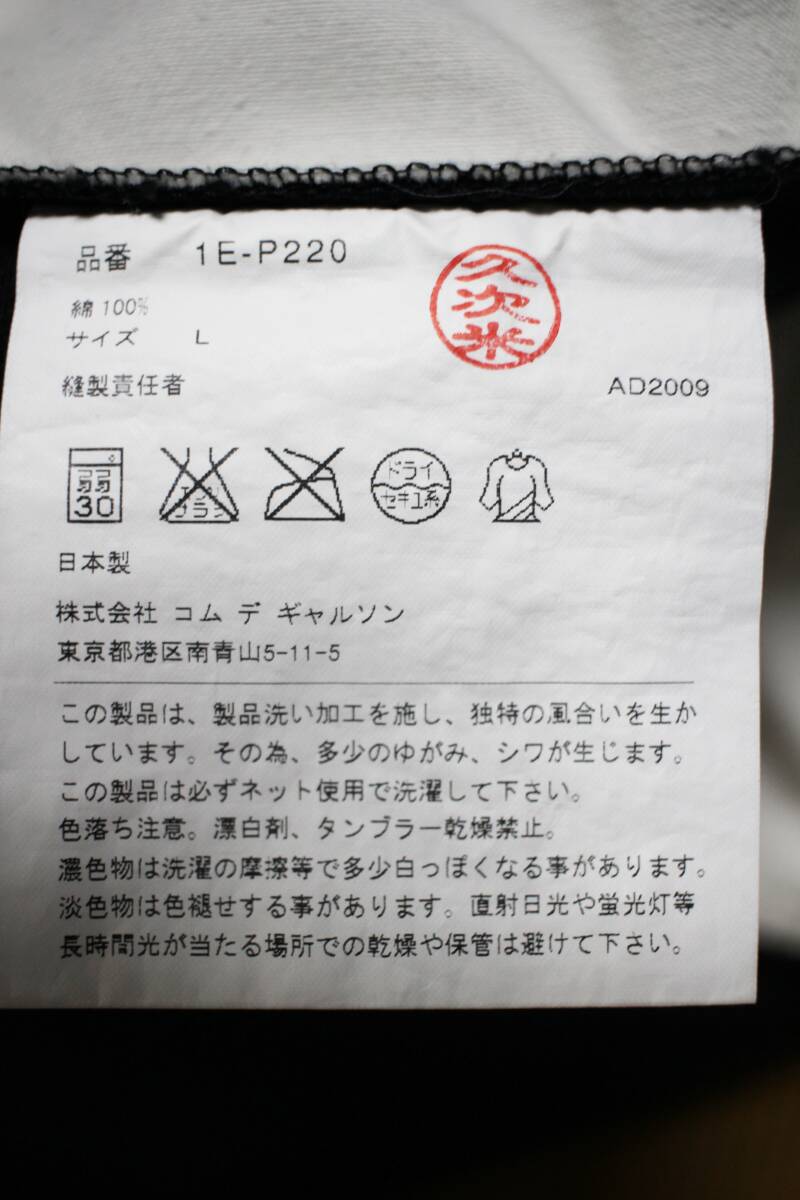 品番 1E-P220
久次米
綿 100%
サイズ L
縫製責任者 AD2009
弱 30
エンソ フラシ
ドライ セキユ系
日本製
株式会社 コム デ ギャルソン
東京都港区南青山5-11-5
この製品は、製品洗い加工を施し、独特の風合いを生か
しています。その為、多少のゆがみ、シワが生じます。
この製品は必ずネット使用で洗濯して下さい。
色落ち注意。漂白剤、タンブラー乾燥禁止。
濃色物は洗濯の摩擦等で多少白っぽくなる事があります。
淡色物は色褪せする事があります。直射日光や蛍光灯等
長時間光が当たる場所での乾燥や保管は避けて下さい。